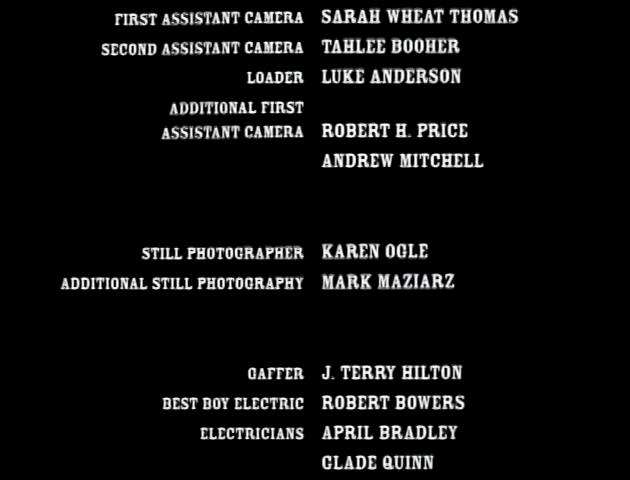 FIRST ASSISTANT CAMERA SARAH WHEAT THOMAS
SECOND ASSISTANT CAMERA TAHLEE BOOHER
LOADER LUKE ANDERSON
ADDITIONAL FIRST
ASSISTANT CAMERA ROBERT H. PRICE
ANDREW MITCHELL
STILL PHOTOGRAPHER KAREN OGLE
ADDITIONAL STILL PHOTOGRAPHY MARK MAZIARZ
GAFFER J. TERRY HILTON
BEST BOY ELECTRIC ROBERT BOWERS
ELECTRICIANS APRIL BRADLEY
GLADE QUINN